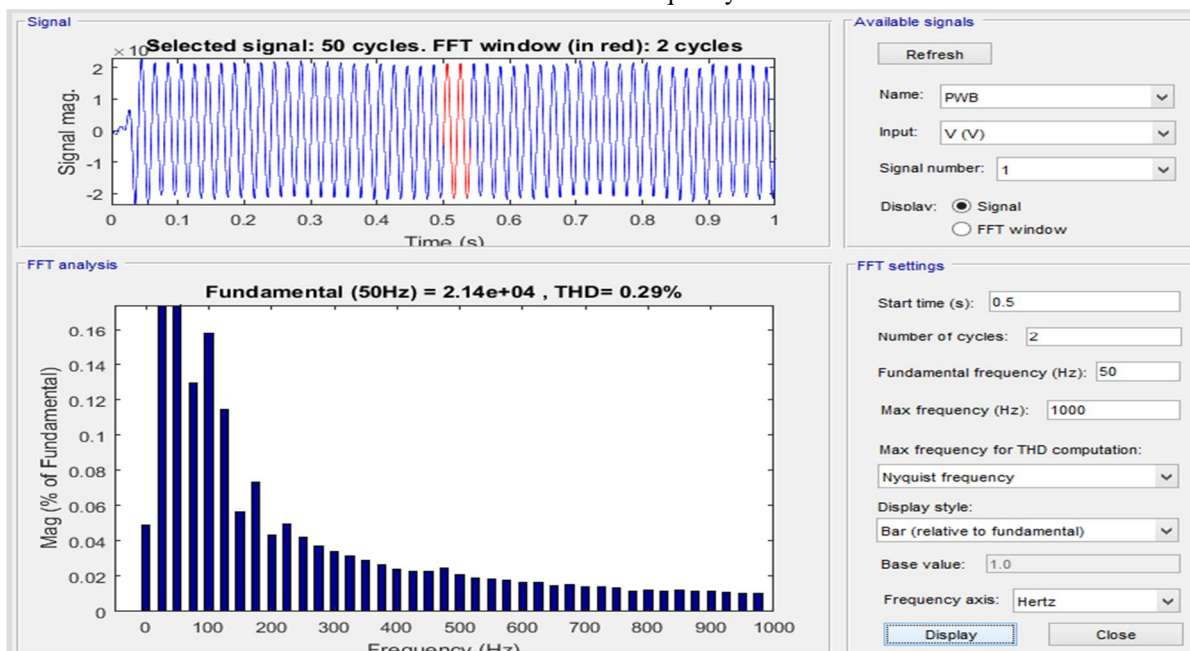 Signal
× 10
Selected signal: 50 cycles. FFT window (in red): 2 cycles
Signal mag.
2
1
0
-1
-2
0 0.1 0.2 0.3 0.4 0.5 0.6 0.7 0.8 0.9 1
Time (s)
FFT analysis
Fundamental (50Hz) = 2.14e+04 , THD= 0.29%
Mag (% of Fundamental)
0.16
0.14
0.12
0.1
0.08
0.06
0.04
0.02
0
0 100 200 300 400 500 600 700 800 900 1000
Frequency (Hz)
Available signals
Refresh
Name: PWB
Input: V (V)
Signal number: 1
Display: Signal
FFT window
FFT settings
Start time (s): 0.5
Number of cycles: 2
Fundamental frequency (Hz): 50
Max frequency (Hz): 1000
Max frequency for THD computation:
Nyquist frequency
Display style:
Bar (relative to fundamental)
Base value: 1.0
Frequency axis: Hertz
Display Close